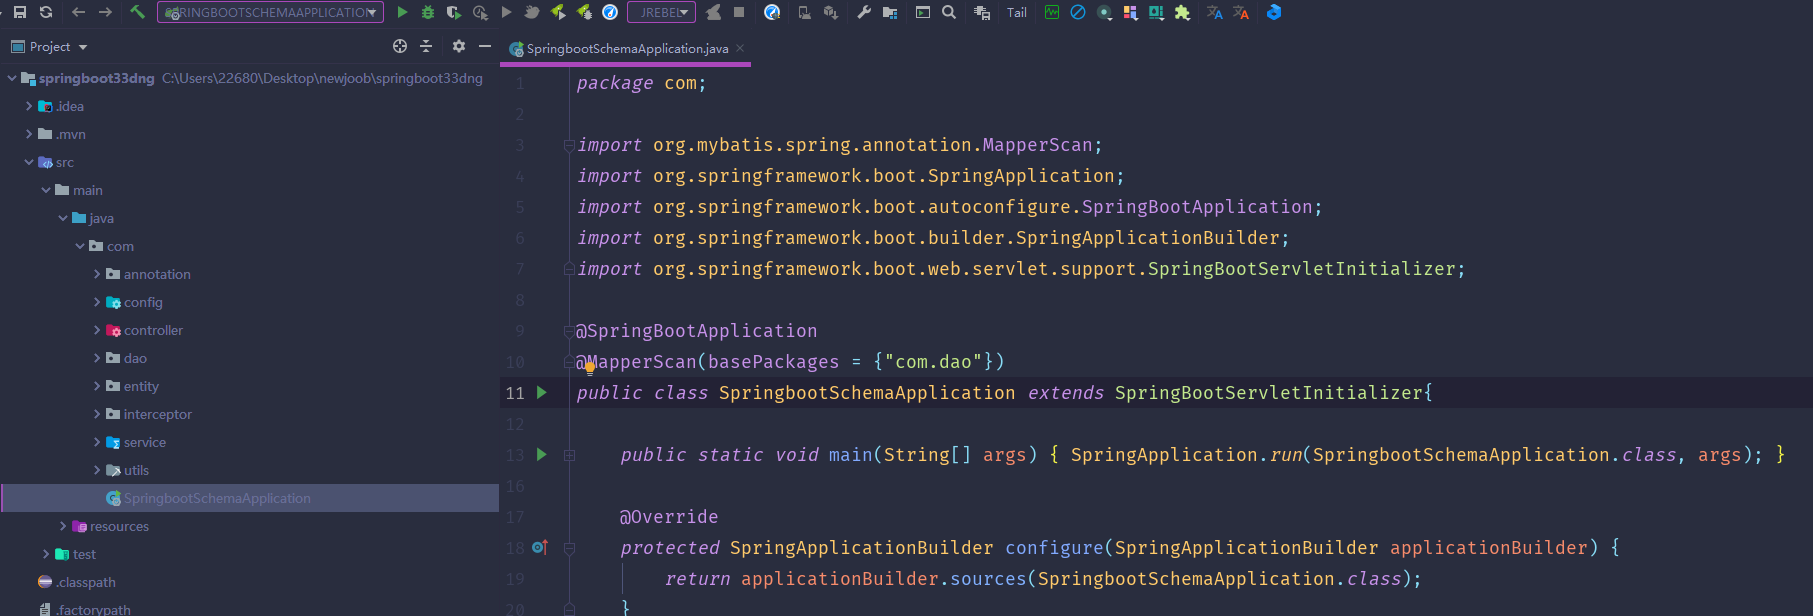 SPRINGBOOTSCHEMAAPPLICATION
JREBEL
Tail
Project
SpringbootSchemaApplication.java
springboot33dng C:\Users\22680\Desktop\newjoob\springboot33dng
.idea
.mvn
src
main
java
com
annotation
config
controller
dao
entity
interceptor
service
utils
SpringbootSchemaApplication
resources
test
.classpath
.factorypath
1 package com;
2
3 import org.mybatis.spring.annotation.MapperScan;
4 import org.springframework.boot.SpringApplication;
5 import org.springframework.boot.autoconfigure.SpringBootApplication;
6 import org.springframework.boot.builder.SpringApplicationBuilder;
7 import org.springframework.boot.web.servlet.support.SpringBootServletInitializer;
8
9 @SpringBootApplication
10 @MapperScan(basePackages = {"com.dao"})
11 public class SpringbootSchemaApplication extends SpringBootServletInitializer{
12
13 public static void main(String[] args) { SpringApplication.run(SpringbootSchemaApplication.class, args); }
16
17 @Override
18 protected SpringApplicationBuilder configure(SpringApplicationBuilder applicationBuilder) {
19 return applicationBuilder.sources(SpringbootSchemaApplication.class);
20 }